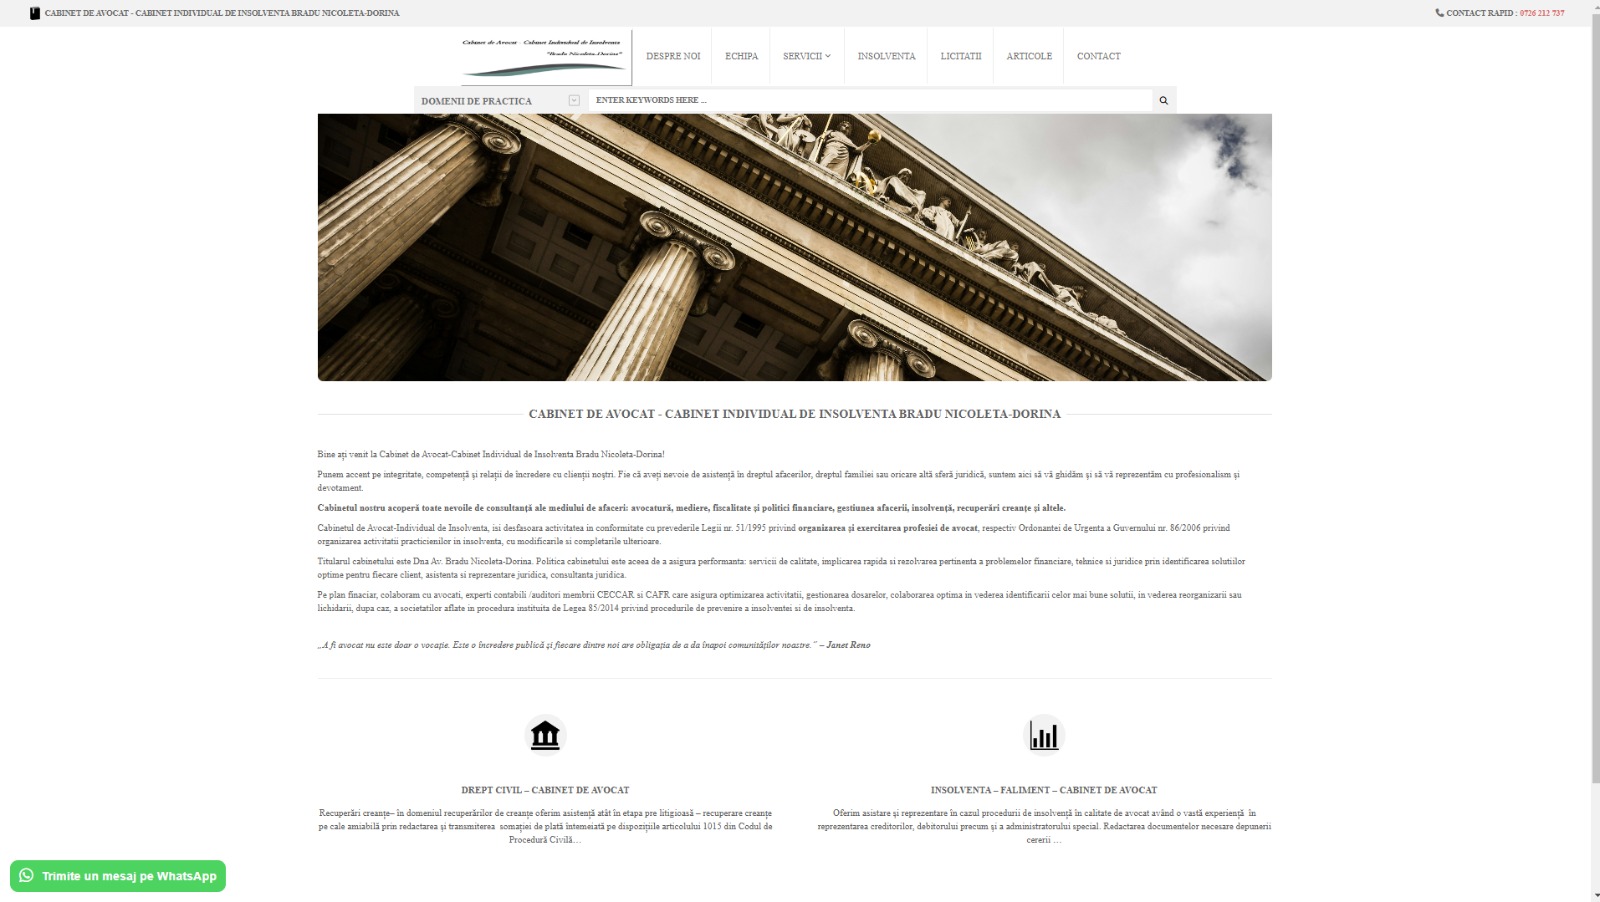 CABINET DE AVOCAT - CABINET INDIVIDUAL DE INSOLVENTA BRADU NICOLETA-DORINA
CONTACT RAPID : 0726 212 737
Cabinet de Avocat - Cabinet Individual de Insolventa
"Bradu Nicoleta-Dorina"
DESPRE NOI
ECHIPA
SERVICII
INSOLVENTA
LICITATII
ARTICOLE
CONTACT
DOMENII DE PRACTICA
ENTER KEYWORDS HERE ...
CABINET DE AVOCAT - CABINET INDIVIDUAL DE INSOLVENTA BRADU NICOLETA-DORINA
Bine ați venit la Cabinet de Avocat-Cabinet Individual de Insolventa Bradu Nicoleta-Dorina!
Punem accent pe integritate, competență și relații de încredere cu clienții noștri. Fie că aveți nevoie de asistență în dreptul afacerilor, dreptul familiei sau oricare altă sferă juridică, suntem aici să vă ghidăm și să vă reprezentăm cu profesionalism și
devotament.
Cabinetul nostru acoperă toate nevoile de consultanță ale mediului de afaceri: avocatură, mediere, fiscalitate și politici financiare, gestiunea afacerii, insolvență, recuperări creanțe și altele.
Cabinetul de Avocat-Individual de Insolventa, isi desfasoara activitatea in conformitate cu prevederile Legii nr. 51/1995 privind organizarea și exercitarea profesiei de avocat, respectiv Ordonantei de Urgenta a Guvernului nr. 86/2006 privind
organizarea activitatii practicienilor in insolventa, cu modificarile si completarile ulterioare.
Titularul cabinetului este Dna Av. Bradu Nicoleta-Dorina. Politica cabinetului este aceea de a asigura performanta: servicii de calitate, implicarea rapida si rezolvarea pertinenta a problemelor financiare, tehnice si juridice prin identificarea solutiilor
optime pentru fiecare client, asistenta si reprezentare juridica, consultanta juridica.
Pe plan finaciar, colaboram cu avocati, experti contabili /auditori membrii CECCAR si CAFR care asigura optimizarea activitatii, gestionarea dosarelor, colaborarea optima in vederea identificarii celor mai bune solutii, in vederea reorganizarii sau
lichidarii, dupa caz, a societatilor aflate in procedura instituita de Legea 85/2014 privind procedurile de prevenire a insolventei si de insolventa.
„A fi avocat nu este doar o vocație. Este o încredere publică și fiecare dintre noi are obligația de a da înapoi comunităților noastre.˝ – Janet Reno
DREPT CIVIL – CABINET DE AVOCAT
Recuperări creanțe– în domeniul recuperărilor de creanțe oferim asistență atât în etapa pre litigioasă – recuperare creanțe
pe cale amiabilă prin redactarea și transmiterea somației de plată întemeiată pe dispozițiile articolului 1015 din Codul de
Procedură Civilă…
INSOLVENTA – FALIMENT – CABINET DE AVOCAT
Oferim asistare și reprezentare în cazul procedurii de insolvență în calitate de avocat având o vastă experiență în
reprezentarea creditorilor, debitorului precum și a administratorului special. Redactarea documentelor necesare depunerii
cererii …
Trimite un mesaj pe WhatsApp